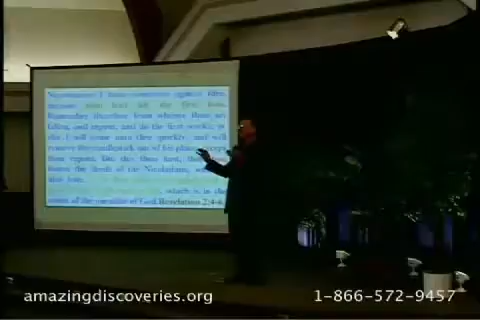 Nevertheless I have somewhat against thee,
because thou hast left thy first love.
Remember therefore from whence thou art
fallen, and repent, and do the first works; or
else I will come unto thee quickly, and will
remove thy candlestick out of his place, except
thou repent. But this thou hast, that thou
hatest the deeds of the Nicolaitans, which
also hate.
which is in the
midst of the paradise of God Revelation 2:4-
amazingdiscoveries.org
1-866-572-9457